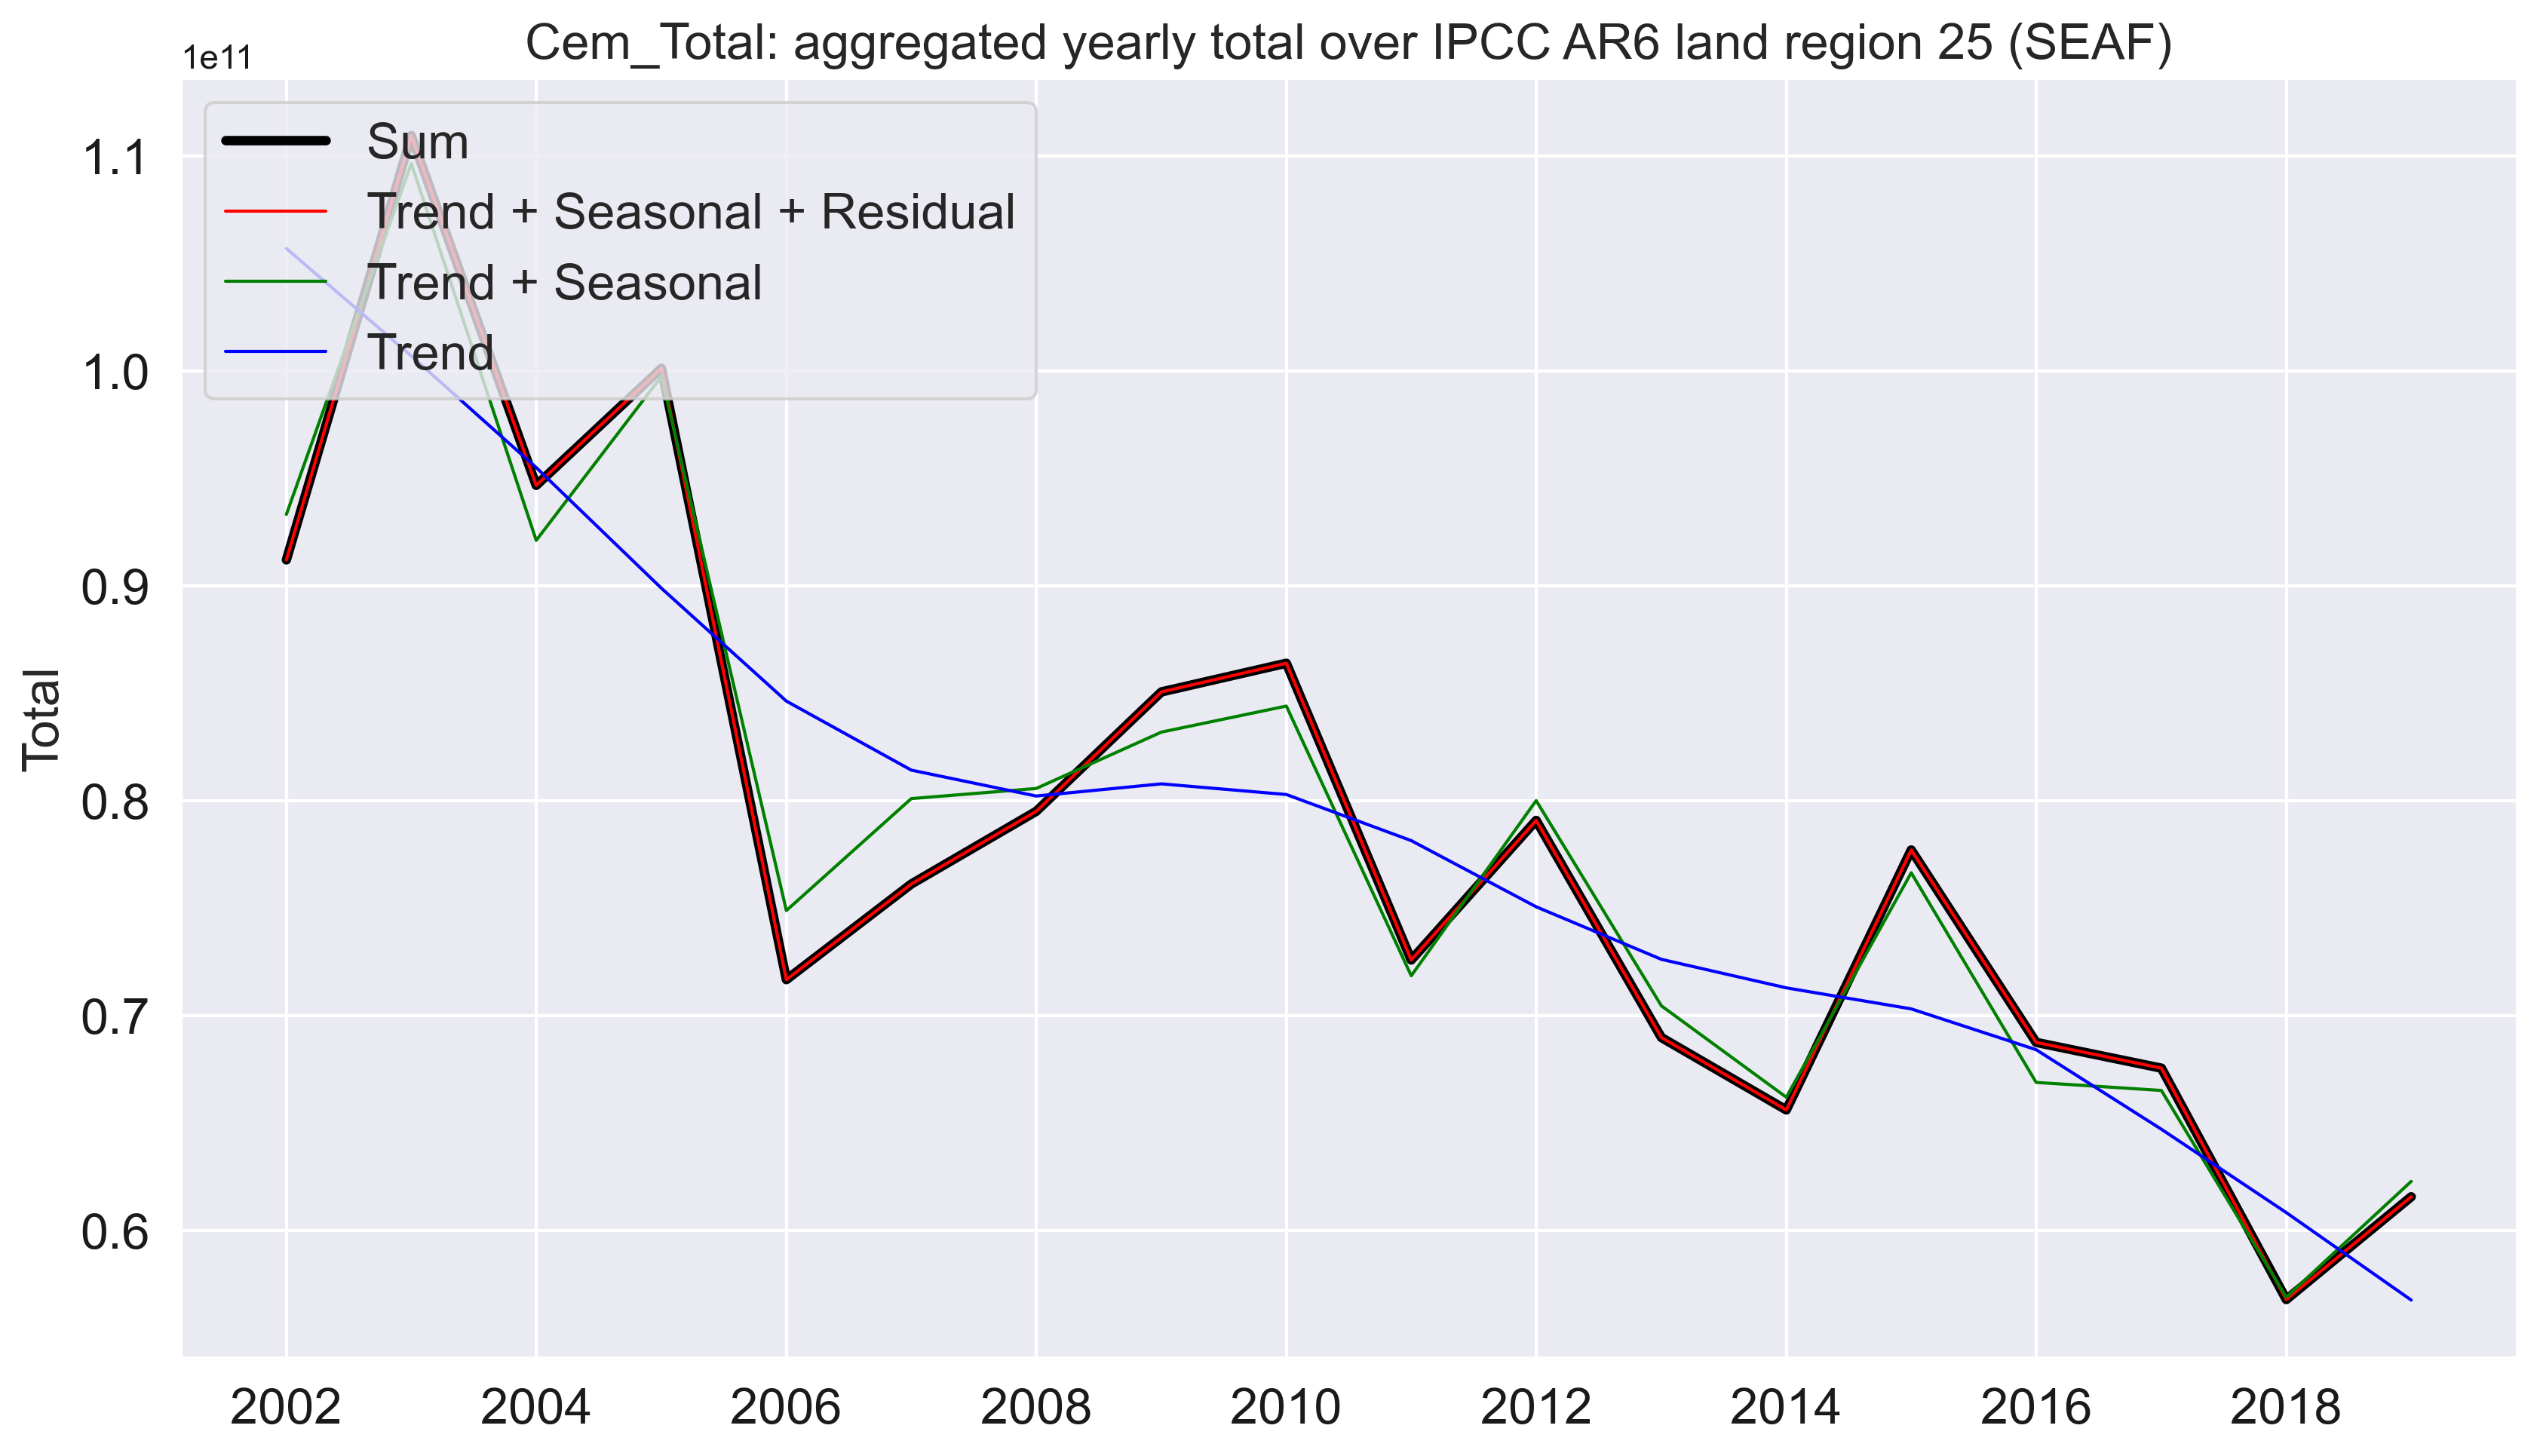 Cem_Total: aggregated yearly total over IPCC AR6 land region 25 (SEAF)
1e11
Sum
Trend + Seasonal + Residual
Trend + Seasonal
Trend
1.1
1.0
0.9
0.8
0.7
0.6
Total
2002 2004 2006 2008 2010 2012 2014 2016 2018